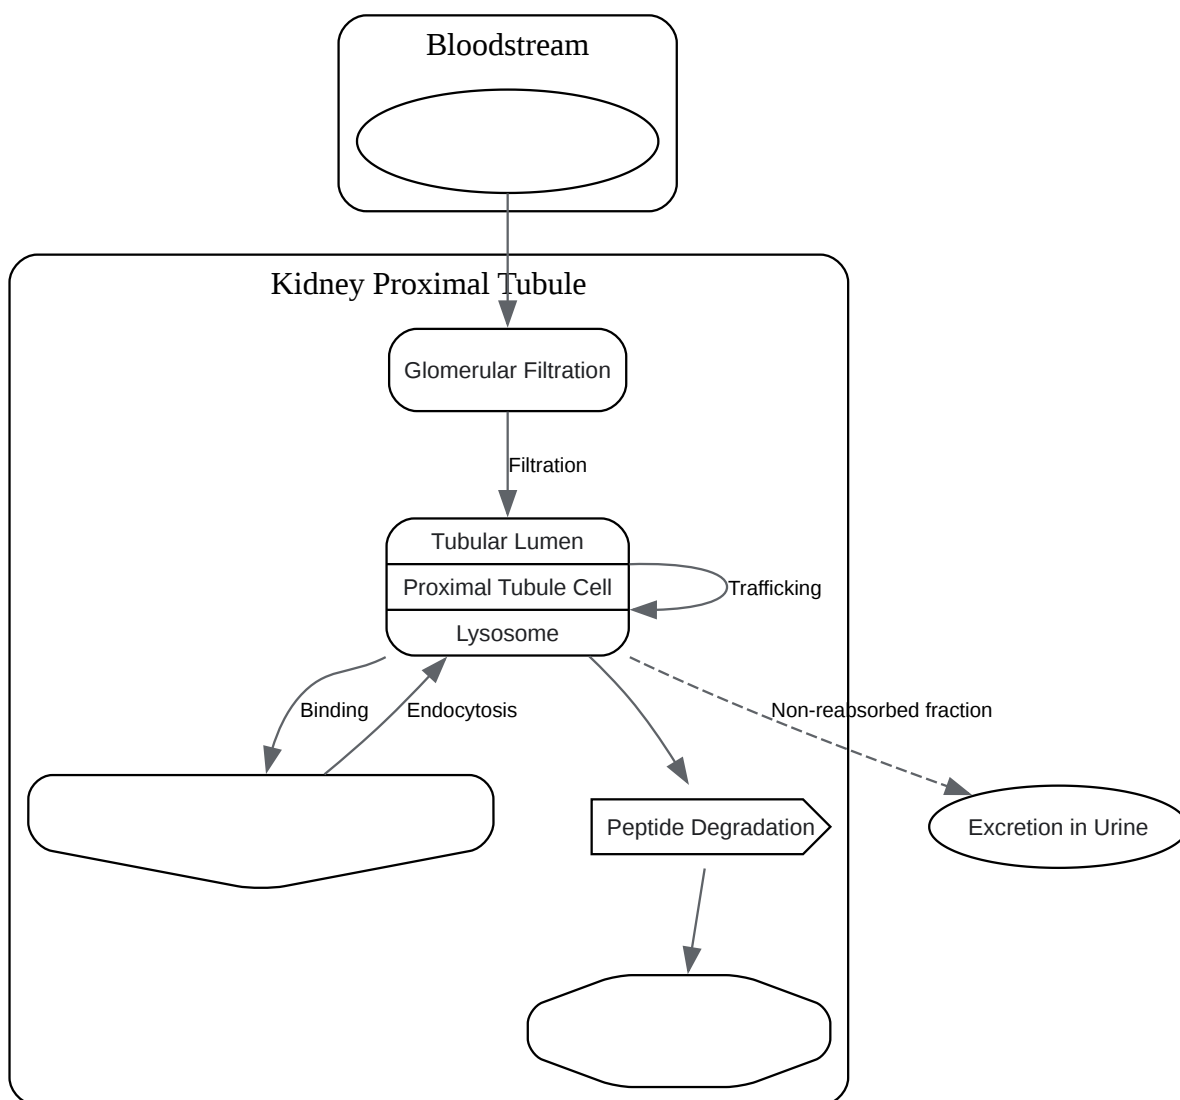 Bloodstream
Kidney Proximal Tubule
Glomerular Filtration
Filtration
Tubular Lumen
Proximal Tubule Cell
Trafficking
Lysosome
Binding
Endocytosis
Non-reabsorbed fraction
Peptide Degradation
Excretion in Urine